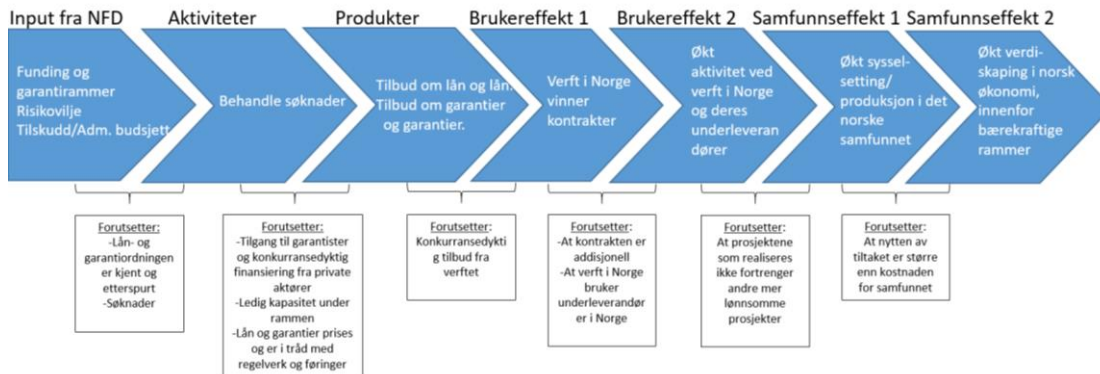 Input fra NFD
Aktiviteter
Produkter
Brukereffekt 1
Brukereffekt 2
Samfunnseffekt 1
Samfunnseffekt 2
Funding og
garantirammer
Risikovilje
Tilskudd/Adm. budsjett
Behandle søknader
Tilbud om lån og lån.
Tilbud om garantier
og garantier.
Verft i Norge
vinner
kontrakter
Økt
aktivitet ved
verft i Norge
og deres
underleveran
dører
Økt syssel-
setting/
produksjon i det
norske
samfunnet
Økt verdi-
skaping i norsk
økonomi,
innenfor
bærekraftige
rammer
Forutsetter:
-Lån- og
garantiordningen
er kjent og
etterspurt
-Søknader
Forutsetter:
-Tilgang til garantister
og konkurransedyktig
finansiering fra private
aktører
-Ledig kapasitet under
rammen
-Lån og garantier prises
og er i tråd med
regelverk og føringer
Forutsetter:
Konkurransedykti
g tilbud fra
verftet
Forutsetter:
-At kontrakten er
addisjonell
-At verft i Norge
bruker
underleverandør
er i Norge
Forutsetter:
At prosjektene
som realiseres
ikke fortrenger
andre mer
lønnsomme
prosjekter
Forutsetter:
At nytten av
tiltaket er større
enn kostnaden
for samfunnet